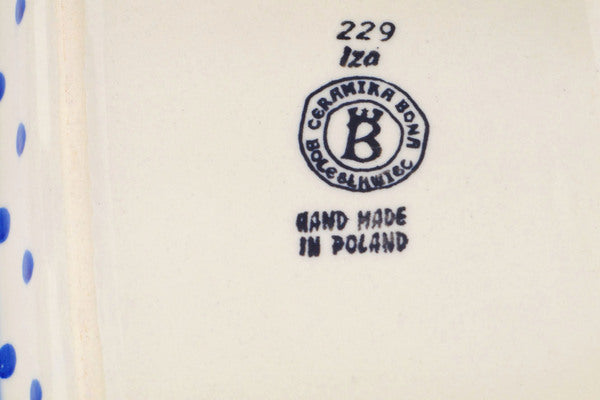 229
Iza
CERAMIKA BONA
B
BOLESŁAWIEC
HAND MADE
IN POLAND